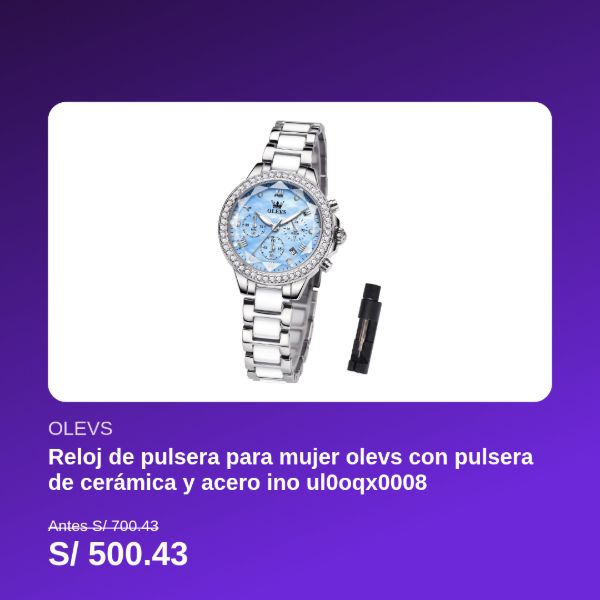 OLEVS
OLEVS
Reloj de pulsera para mujer olevs con pulsera
de cerámica y acero ino ul0oqx0008
Antes S/ 700.43
S/ 500.43